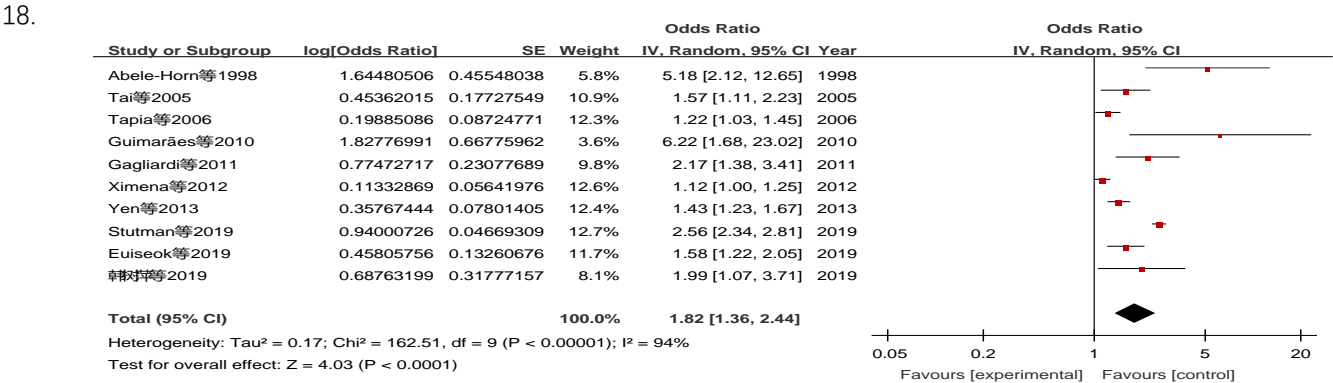 18.
Odds Ratio Odds Ratio
Study or Subgroup log[Odds Ratio] SE Weight IV, Random, 95% CI Year IV, Random, 95% CI
Abele-Horn等1998 1.64480506 0.45548038 5.8% 5.18 [2.12, 12.65] 1998
Tai等2005 0.45362015 0.17727549 10.9% 1.57 [1.11, 2.23] 2005
Tapia等2006 0.19885086 0.08724771 12.3% 1.22 [1.03, 1.45] 2006
Guimarães等2010 1.82776991 0.66775962 3.6% 6.22 [1.68, 23.02] 2010
Gagliardi等2011 0.77472717 0.23077689 9.8% 2.17 [1.38, 3.41] 2011
Ximena等2012 0.11332869 0.05641976 12.6% 1.12 [1.00, 1.25] 2012
Yen等2013 0.35767444 0.07801405 12.4% 1.43 [1.23, 1.67] 2013
Stutman等2019 0.94000726 0.04669309 12.7% 2.56 [2.34, 2.81] 2019
Euiseok等2019 0.45805756 0.13260676 11.7% 1.58 [1.22, 2.05] 2019
等2019 0.68763199 0.31777157 8.1% 1.99 [1.07, 3.71] 2019
Total (95% CI) 100.0% 1.82 [1.36, 2.44]
Heterogeneity: Tau² = 0.17; Chi² = 162.51, df = 9 (P < 0.00001); I² = 94%
Test for overall effect: Z = 4.03 (P < 0.0001)
0.05 0.2 1 5 20
Favours [experimental] Favours [control]